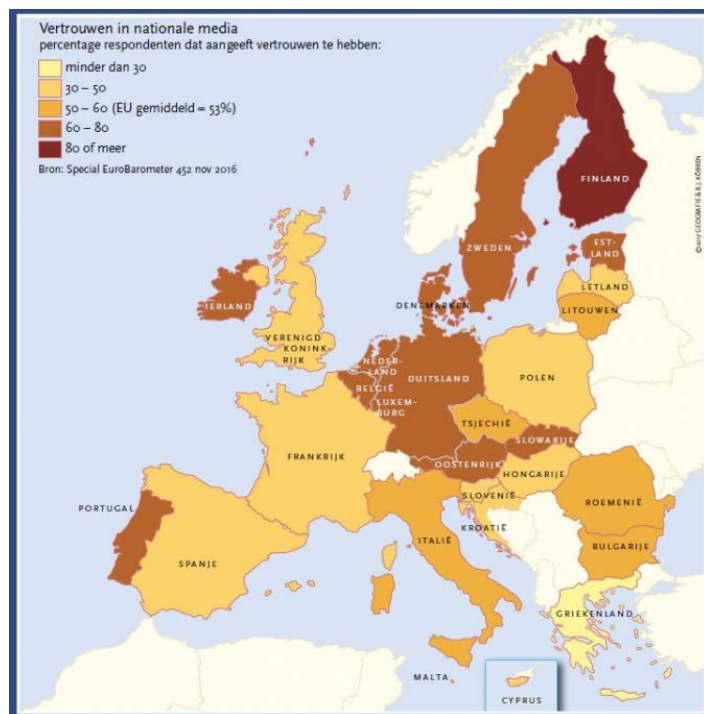 Vertrouwen in nationale media
percentage respondenten dat aangeeft vertrouwen te hebben:
minder dan 30
30 – 50
50 – 60 (EU gemiddeld = 53%)
60 – 80
80 of meer
Bron: Special EuroBarometer 452 nov 2016
©2017 GEOGRAFIE & B.J. KÖBBEN
FINLAND
ZWEDEN
EST-
LAND
LETLAND
LITOUWEN
DENEMARKEN
IERLAND
VERENIGD
KONINK-
RIJK
NEDER-
LAND
BELGIË
LUXEM-
BURG
DUITSLAND
POLEN
TSJECHIË
SLOWAKIJE
OOSTENRIJK
HONGARIJE
FRANKRIJK
SLOVENIË
KROATIË
ROEMENIË
BULGARIJE
ITALIË
PORTUGAL
SPANJE
GRIEKENLAND
MALTA
CYPRUS